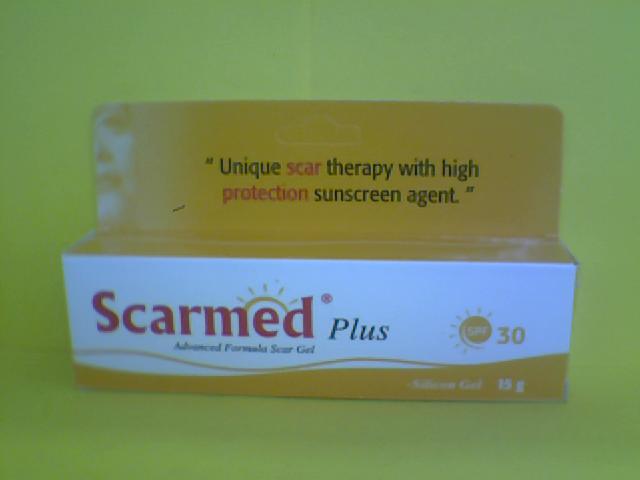 " Unique scar therapy with high
protection sunscreen agent. "
Scarmed® Plus
Advanced Formula Scar Gel
SPF 30
-Silicon Gel 15 g